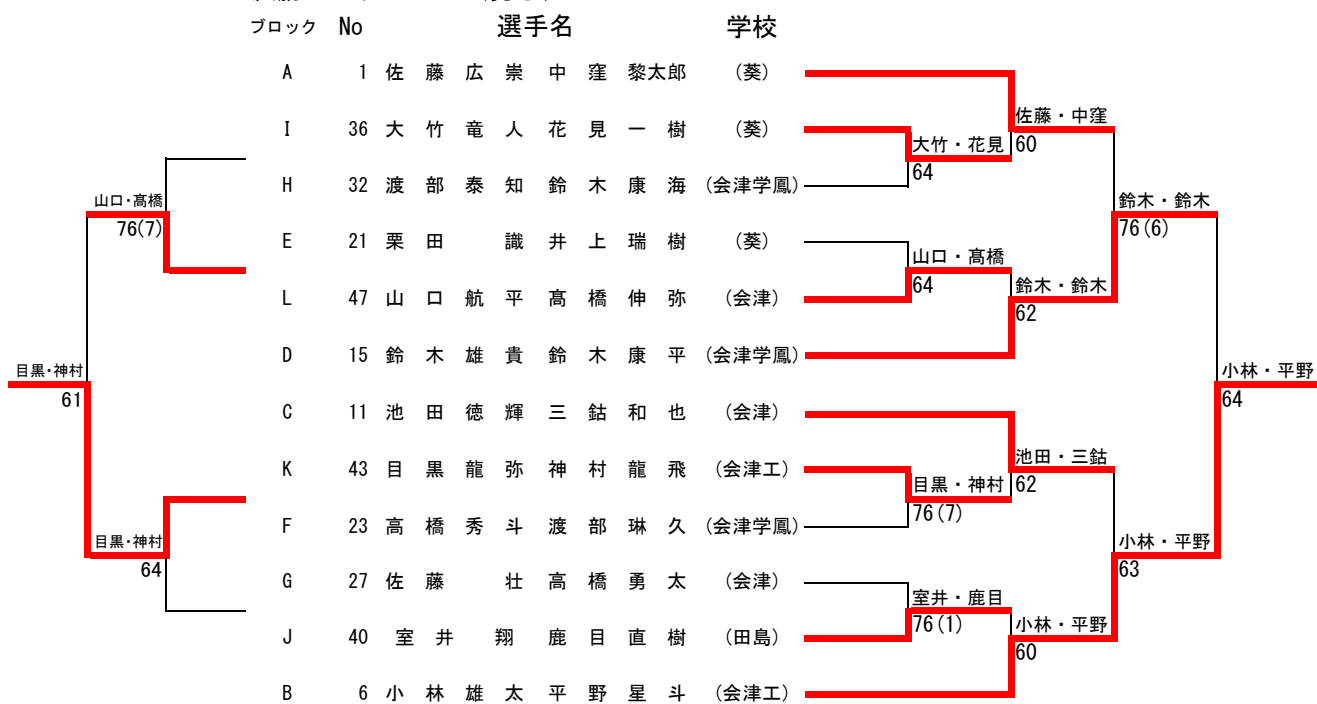 ブロック No 選手名 学校
A 1 佐藤広崇 中窪黎太郎 (葵)
佐藤・中窪
I 36 大竹竜人 花見一樹 (葵)
大竹・花見 60
64
H 32 渡部泰知 鈴木康海 (会津学鳳)
山口・髙橋 鈴木・鈴木
76(7) 76(6)
E 21 栗田 識 井上瑞樹 (葵)
山口・髙橋
64 鈴木・鈴木
L 47 山口航平 髙橋伸弥 (会津)
62
D 15 鈴木雄貴 鈴木康平 (会津学鳳)
目黒・神村 小林・平野
61 64
C 11 池田徳輝 三鈷和也 (会津)
池田・三鈷
K 43 目黒龍弥 神村龍飛 (会津工)
目黒・神村 62
76(7)
F 23 高橋秀斗 渡部琳久 (会津学鳳)
目黒・神村 小林・平野
64 63
G 27 佐藤 壮 高橋勇太 (会津)
室井・鹿目
76(1) 小林・平野
J 40 室井 翔 鹿目直樹 (田島)
60
B 6 小林雄太 平野星斗 (会津工)